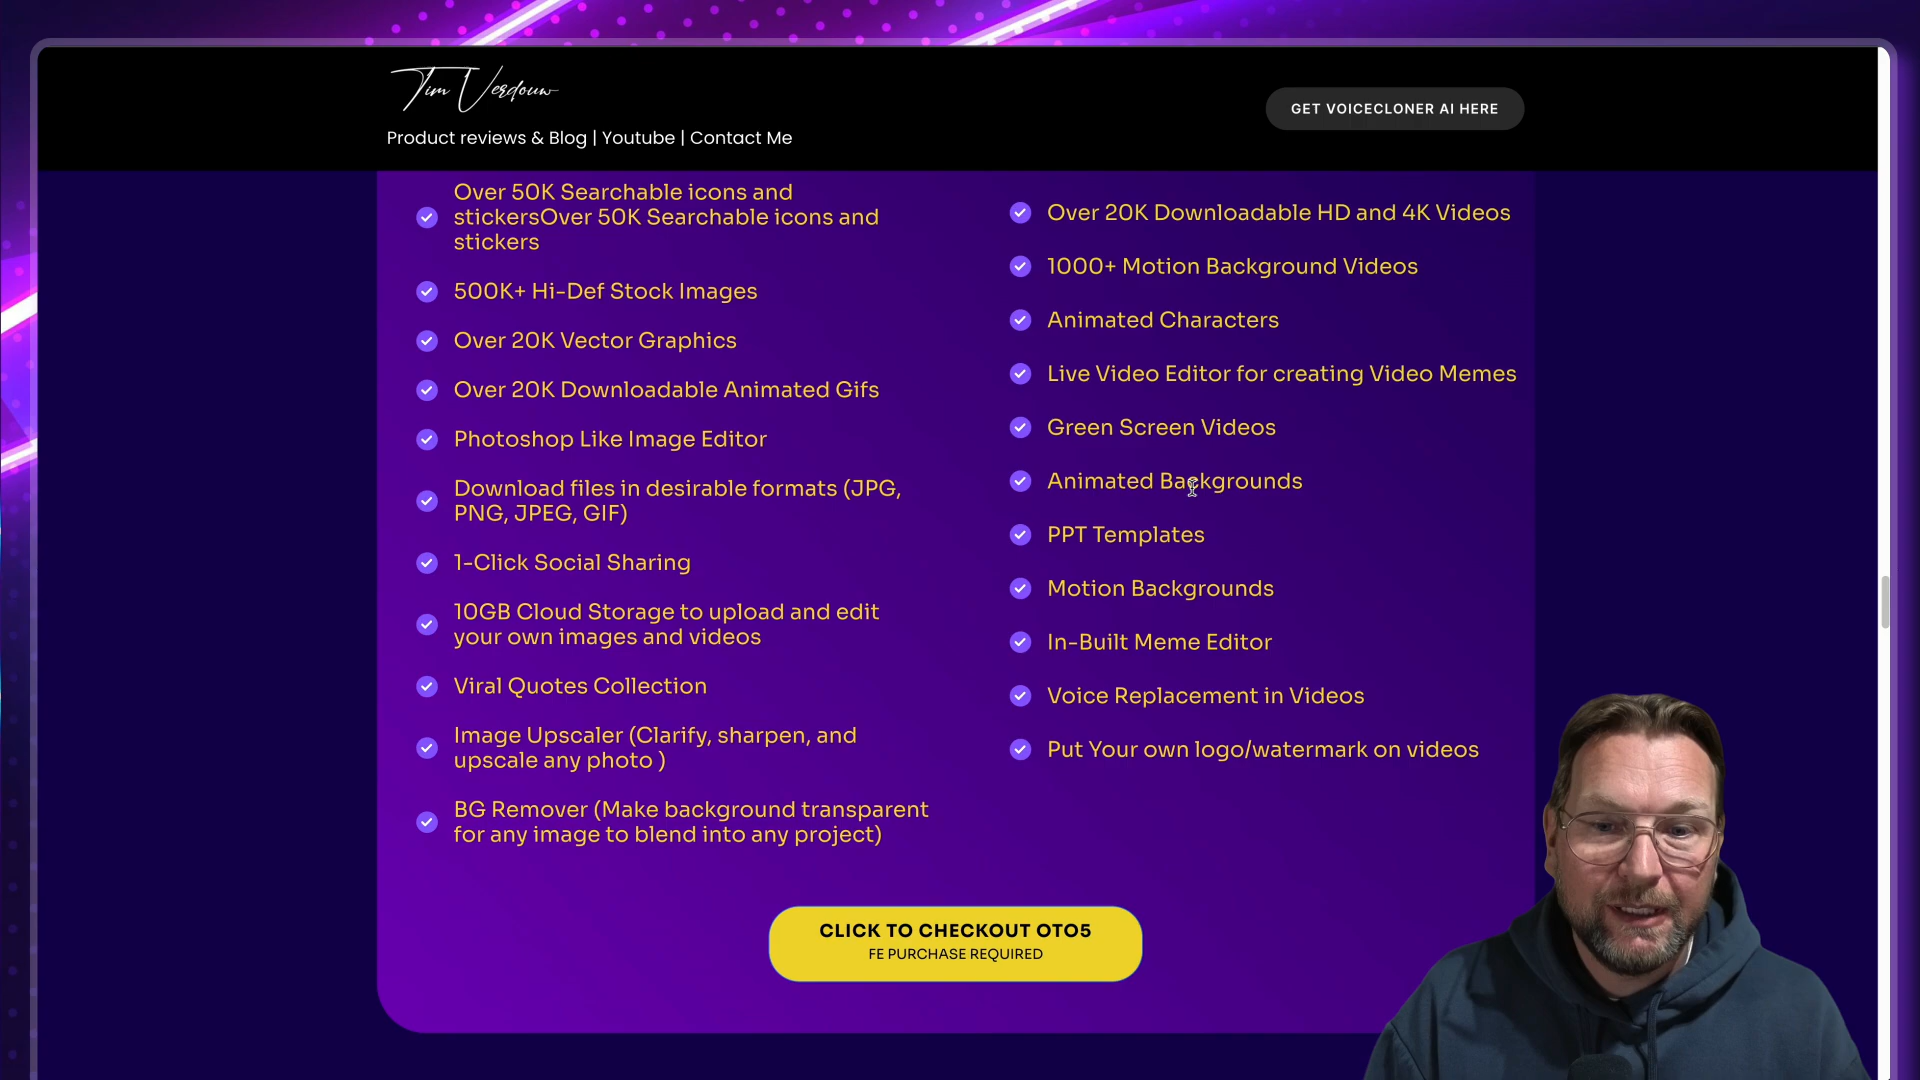 Tim Verdouw
Product reviews & Blog | Youtube | Contact Me
GET VOICECLONER AI HERE
Over 50K Searchable icons and
stickersOver 50K Searchable icons and
stickers
500K+ Hi-Def Stock Images
Over 20K Vector Graphics
Over 20K Downloadable Animated Gifs
Photoshop Like Image Editor
Download files in desirable formats (JPG,
PNG, JPEG, GIF)
1-Click Social Sharing
10GB Cloud Storage to upload and edit
your own images and videos
Viral Quotes Collection
Image Upscaler (Clarify, sharpen, and
upscale any photo )
BG Remover (Make background transparent
for any image to blend into any project)
Over 20K Downloadable HD and 4K Videos
1000+ Motion Background Videos
Animated Characters
Live Video Editor for creating Video Memes
Green Screen Videos
Animated Backgrounds
PPT Templates
Motion Backgrounds
In-Built Meme Editor
Voice Replacement in Videos
Put Your own logo/watermark on videos
CLICK TO CHECKOUT OTO5
FE PURCHASE REQUIRED